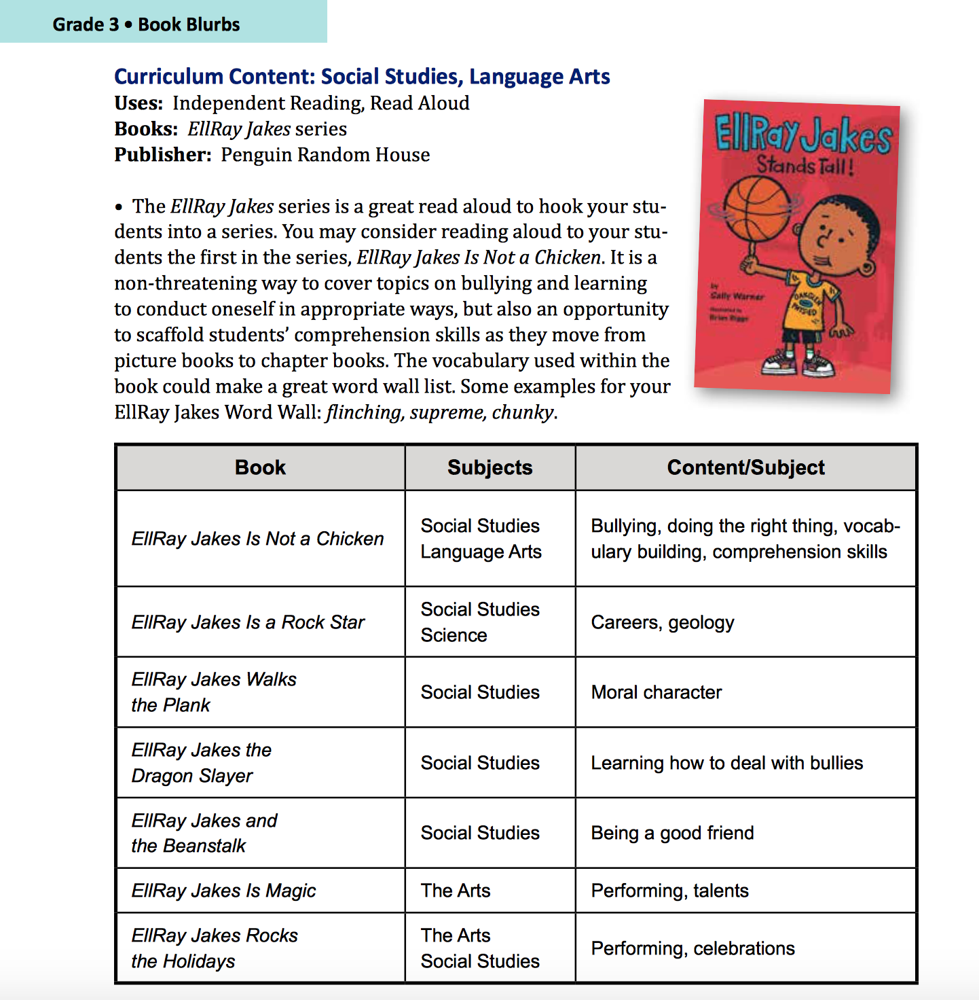 Grade 3 • Book Blurbs
Curriculum Content: Social Studies, Language Arts
Uses: Independent Reading, Read Aloud
Books: EllRay Jakes series
Publisher: Penguin Random House
EllRay Jakes
Stands Tall!
by
Sally Warner
illustrated by
Brian Biggs
• The EllRay Jakes series is a great read aloud to hook your stu-
dents into a series. You may consider reading aloud to your stu-
dents the first in the series, EllRay Jakes Is Not a Chicken. It is a
non-threatening way to cover topics on bullying and learning
to conduct oneself in appropriate ways, but also an opportunity
to scaffold students’ comprehension skills as they move from
picture books to chapter books. The vocabulary used within the
book could make a great word wall list. Some examples for your
EllRay Jakes Word Wall: flinching, supreme, chunky.
Book Subjects Content/Subject
EllRay Jakes Is Not a Chicken
Social Studies
Language Arts
Bullying, doing the right thing, vocab-
ulary building, comprehension skills
EllRay Jakes Is a Rock Star
Social Studies
Science
Careers, geology
EllRay Jakes Walks
the Plank
Social Studies
Moral character
EllRay Jakes the
Dragon Slayer
Social Studies
Learning how to deal with bullies
EllRay Jakes and
the Beanstalk
Social Studies
Being a good friend
EllRay Jakes Is Magic
The Arts
Performing, talents
EllRay Jakes Rocks
the Holidays
The Arts
Social Studies
Performing, celebrations